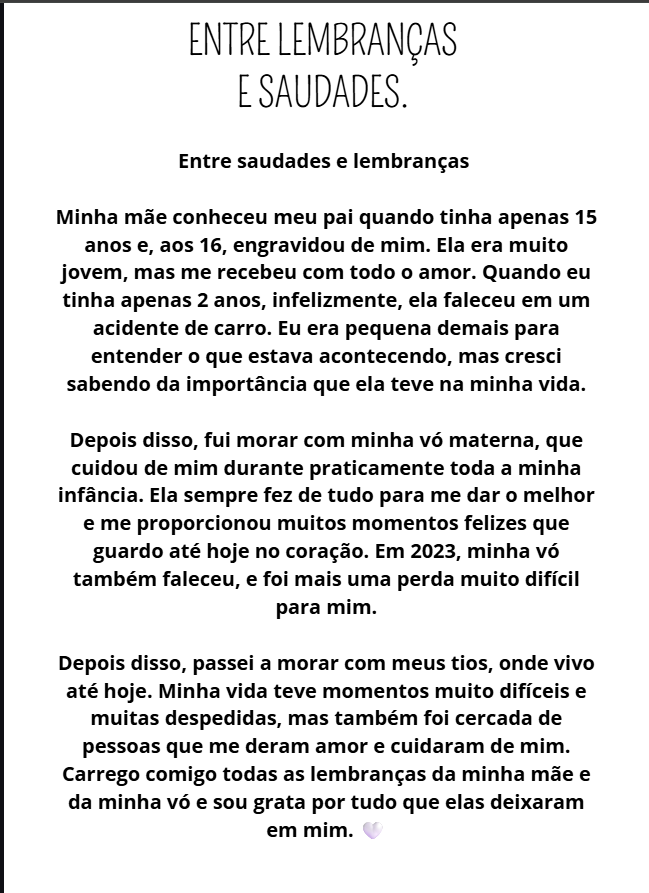 ENTRE LEMBRANÇAS
E SAUDADES.
Entre saudades e lembranças
Minha mãe conheceu meu pai quando tinha apenas 15
anos e, aos 16, engravidou de mim. Ela era muito
jovem, mas me recebeu com todo o amor. Quando eu
tinha apenas 2 anos, infelizmente, ela faleceu em um
acidente de carro. Eu era pequena demais para
entender o que estava acontecendo, mas cresci
sabendo da importância que ela teve na minha vida.
Depois disso, fui morar com minha vó materna, que
cuidou de mim durante praticamente toda a minha
infância. Ela sempre fez de tudo para me dar o melhor
e me proporcionou muitos momentos felizes que
guardo até hoje no coração. Em 2023, minha vó
também faleceu, e foi mais uma perda muito difícil
para mim.
Depois disso, passei a morar com meus tios, onde vivo
até hoje. Minha vida teve momentos muito difíceis e
muitas despedidas, mas também foi cercada de
pessoas que me deram amor e cuidaram de mim.
Carrego comigo todas as lembranças da minha mãe e
da minha vó e sou grata por tudo que elas deixaram
em mim. 🤍